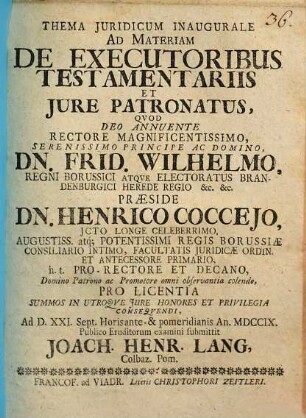 36.
THEMA JURIDICUM INAUGURALE
AD MATERIAM
DE EXECUTORIBUS
TESTAMENTARIIS
ET
JURE PATRONATUS,
QVOD
DEO ANNUENTE
RECTORE MAGNIFICENTISSIMO,
SERENISSIMO PRINCIPE AC DOMINO,
DN. FRID. WILHELMO,
REGNI BORUSSICI ATQVE ELECTORATUS BRAN-
DENBURGICI HEREDE REGIO &c. &c.
PRÆSIDE
DN. HENRICO COCCEJO,
JCTO LONGE CELEBERRIMO,
AUGUSTISS. atq; POTENTISSIMI REGIS BORUSSIÆ
CONSILIARIO INTIMO, FACULTATIS JURIDICÆ ORDIN.
ET ANTECESSORE PRIMARIO,
h. t. PRO-RECTORE ET DECANO,
Domino Patrono ac Promotore omni observantia colendo,
PRO LICENTIA
SUMMOS IN UTROQVE JURE HONORES ET PRIVILEGIA
CONSEQVENDI.
Ad D. XXI. Sept. Horis ante- & pomeridianis An. MDCCIX.
Publico Eruditorum examini submittit
JOACH. HENR. LANG,
Colbaz. Pom.
FRANCOF. ad VIADR. Literis CHRISTOPHORI ZEITLERI.